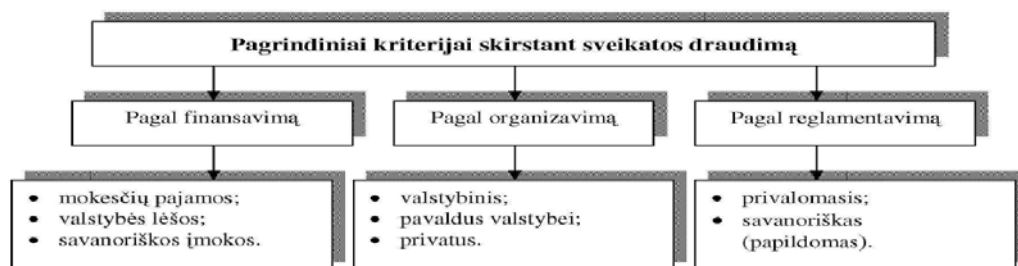 Pagrindiniai kriterijai skirstant sveikatos draudimą
Pagal finansavimą
Pagal organizavimą
Pagal reglamentavimą
• mokesčių pajamos;
• valstybės lėšos;
• savanoriškos įmokos.
• valstybinis;
• pavaldus valstybei;
• privatus.
• privalomasis;
• savanoriškas
(papildomas).